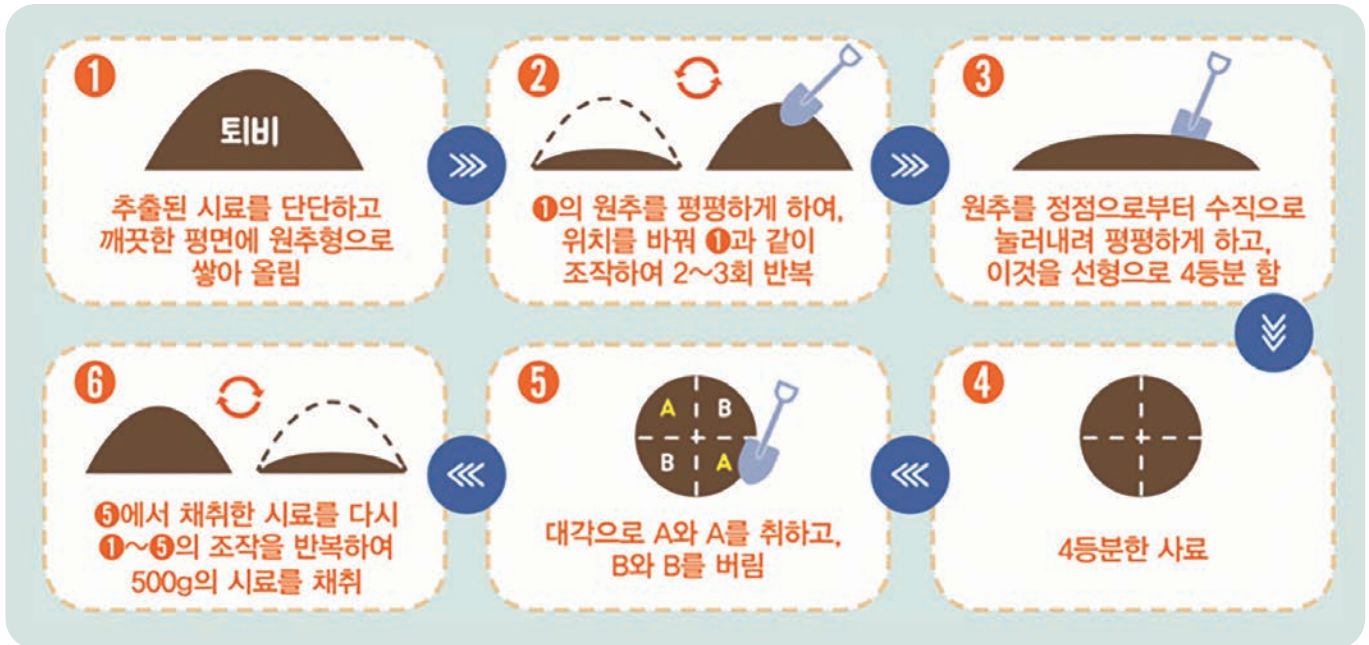 1
퇴비
추출된 시료를 단단하고
깨끗한 평면에 원추형으로
쌓아 올림
2
❶의 원추를 평평하게 하여,
위치를 바꿔 ❶과 같이
조작하여 2~3회 반복
3
원추를 정점으로부터 수직으로
눌러내려 평평하게 하고,
이것을 선형으로 4등분 함
4
4등분한 사료
5
A B
B A
대각으로 A와 A를 취하고,
B와 B를 버림
6
❺에서 채취한 시료를 다시
❶~❺의 조작을 반복하여
500g의 시료를 채취